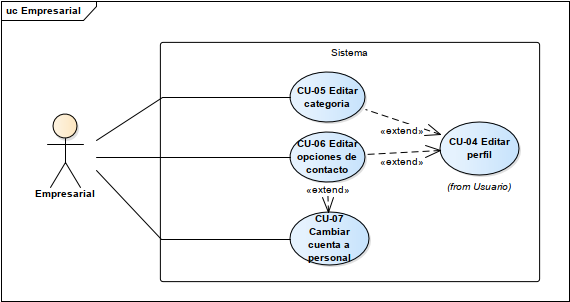 uc Empresarial
Sistema
CU-05 Editar
categoria
«extend»
CU-06 Editar
opciones de
contacto
«extend»
CU-04 Editar
perfil
(from Usuario)
Empresarial
«extend»
CU-07
Cambiar
cuenta a
personal